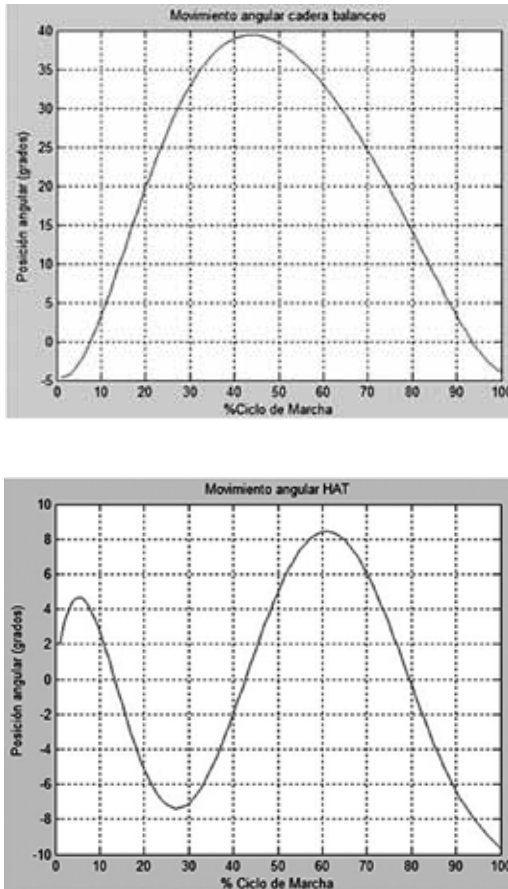 Movimiento angular cadera balanceo
Posición angular (grados)
40
35
30
25
20
15
10
5
0
-5
0 10 20 30 40 50 60 70 80 90 100
%Ciclo de Marcha
Movimiento angular HAT
Posición angular (grados)
10
8
6
4
2
0
-2
-4
-6
-8
-10
0 10 20 30 40 50 60 70 80 90 100
% Ciclo de Marcha